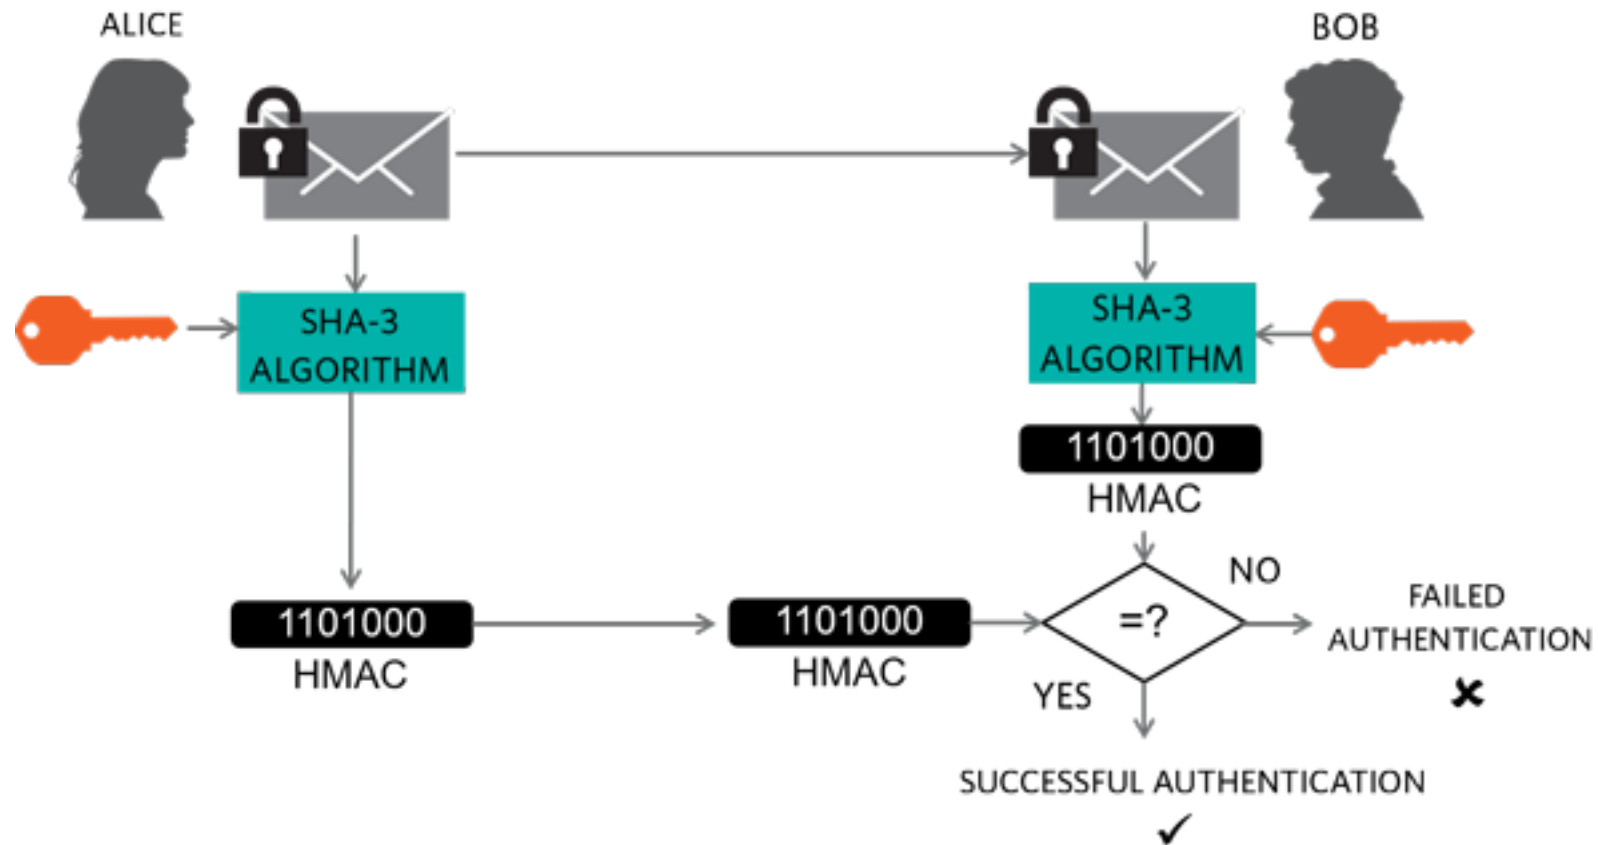 ALICE
BOB
SHA-3
ALGORITHM
SHA-3
ALGORITHM
1101000
HMAC
1101000
HMAC
1101000
HMAC
=?
NO
YES
FAILED
AUTHENTICATION
SUCCESSFUL AUTHENTICATION